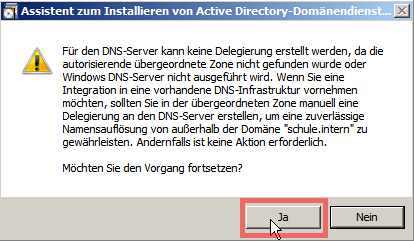 Assistent zum Installieren von Active Directory-Domänendienst...
Für den DNS-Server kann keine Delegierung erstellt werden, da die
autorisierende übergeordnete Zone nicht gefunden wurde oder
Windows DNS-Server nicht ausgeführt wird. Wenn Sie eine
Integration in eine vorhandene DNS-Infrastruktur vornehmen
möchten, sollten Sie in der übergeordneten Zone manuell eine
Delegierung an den DNS-Server erstellen, um eine zuverlässige
Namensauflösung von außerhalb der Domäne "schule.intern" zu
gewährleisten. Andernfalls ist keine Aktion erforderlich.
Möchten Sie den Vorgang fortsetzen?
Ja Nein